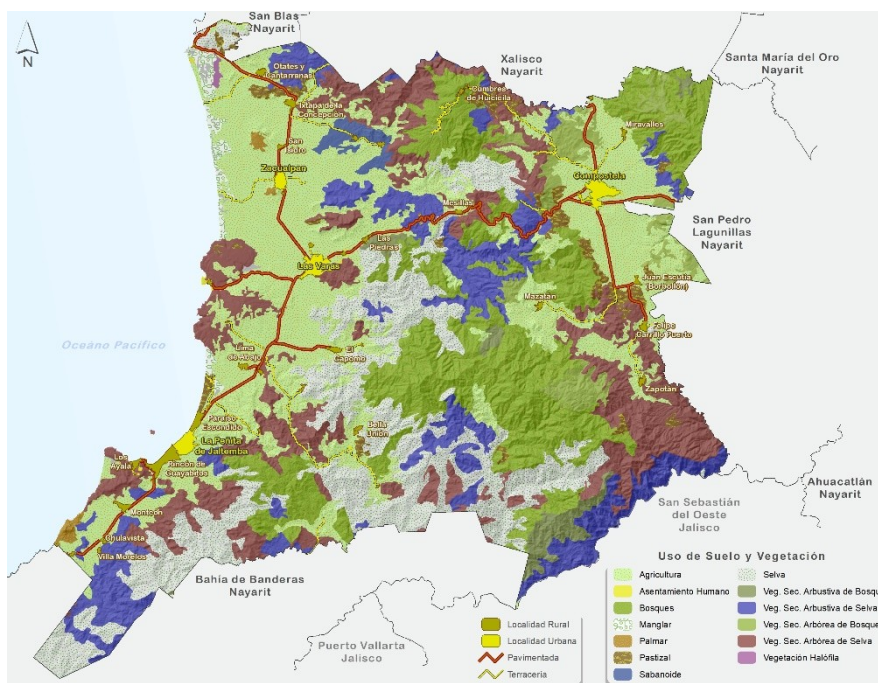 San Blas
Nayarit
N
Xalisco
Nayarit
Santa María del Oro
Nayarit
Otates y
Cantarranas
Cumbres
de Huicicila
Ixtapa de la
Concepción
Miravalles
San
Isidro
Zacualpan
Compostela
Mesillas
San Pedro
Lagunillas
Nayarit
Las
Piedras
Las Varas
Juan Escutia
(Borbollón)
Mazatán
Felipe
Carrillo Puerto
Océano Pacífico
Lima
de Abajo
El
Capomo
Zapotán
Paraíso
Escondido
Bella
Unión
La Peñita
de Jaltemba
Los
Ayala
Rincón de
Guayabitos
Ahuacatlán
Nayarit
San Sebastián
del Oeste
Jalisco
Monteón
Chulavista
Villa Morelos
Bahía de Banderas
Nayarit
Puerto Vallarta
Jalisco
Localidad Rural
Localidad Urbana
Pavimentada
Terracería
Uso de Suelo y Vegetación
Agricultura
Asentamiento Humano
Bosques
Manglar
Palmar
Pastizal
Sabanoide
Selva
Veg. Sec. Arbustiva de Bosqu
Veg. Sec. Arbustiva de Selva
Veg. Sec. Arbórea de Bosque
Veg. Sec. Arbórea de Selva
Vegetación Halófila